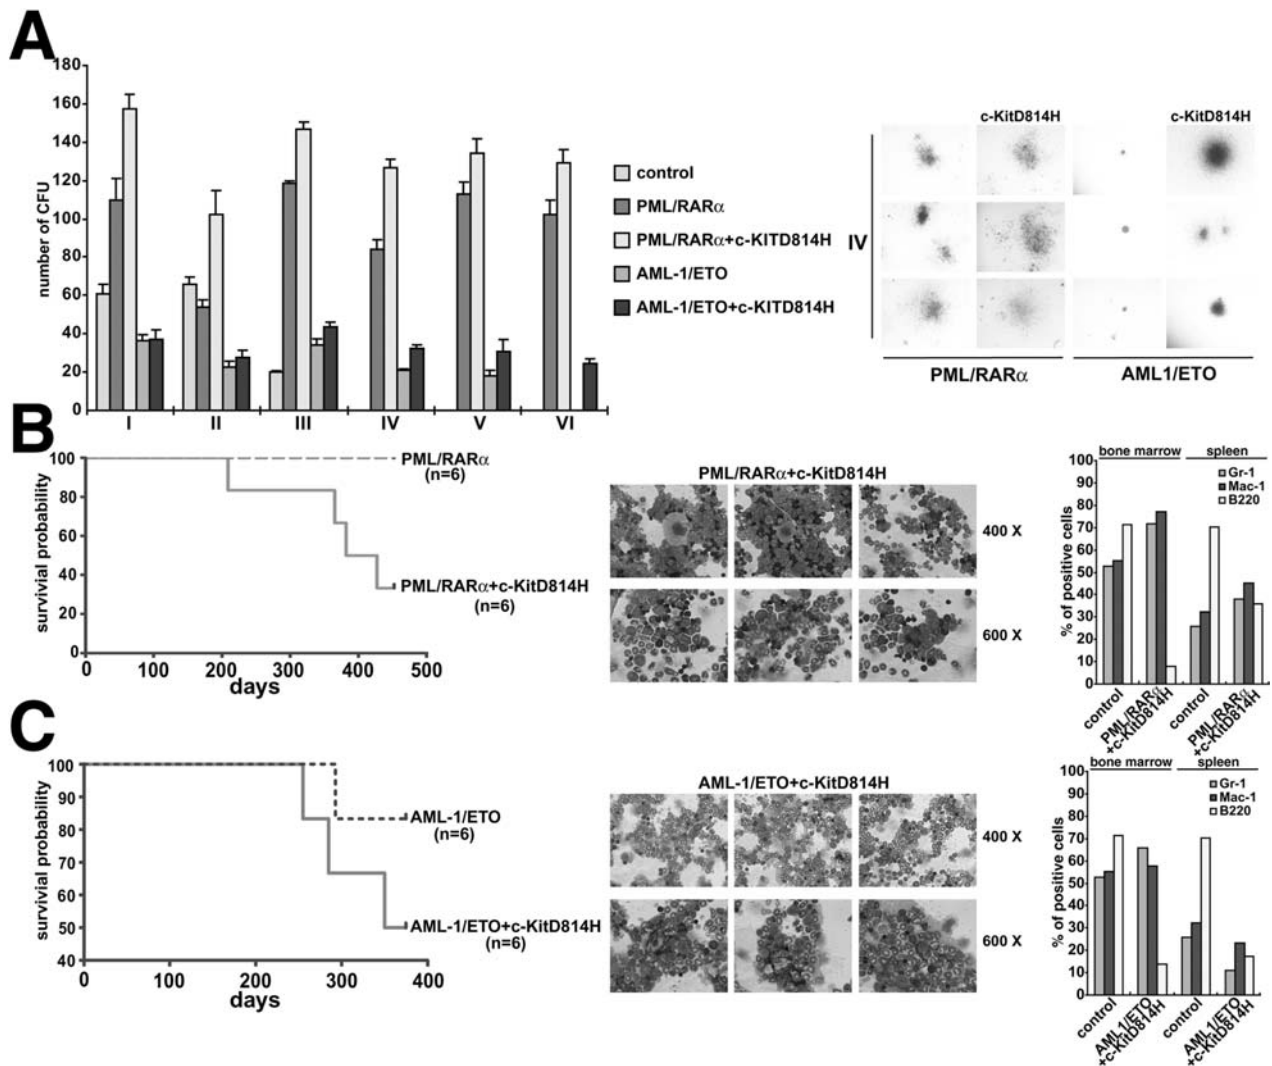 A
180
160
140
120
100
80
60
40
20
0
number of CFU
I II III IV V VI
control
PML/RARα
PML/RARα+c-KITD814H
AML-1/ETO
AML-1/ETO+c-KITD814H
c-KitD814H c-KitD814H
IV
PML/RARα AML1/ETO
B
100
80
60
40
20
0
survival probability
0 100 200 300 400 500
days
PML/RARα
(n=6)
PML/RARα+c-KitD814H
(n=6)
PML/RARα+c-KitD814H
400 X
600 X
bone marrow spleen
100
90
80
70
60
50
40
30
20
10
0
% of positive cells
Gr-1
Mac-1
B220
control
PML/RARα
+c-KitD814H
control
PML/RARα
+c-KitD814H
C
100
90
80
70
60
50
40
survival probability
0 100 200 300 400
days
AML-1/ETO
(n=6)
AML-1/ETO+c-KitD814H
(n=6)
AML-1/ETO+c-KitD814H
400 X
600 X
bone marrow spleen
100
90
80
70
60
50
40
30
20
10
0
% of positive cells
Gr-1
Mac-1
B220
control
AML1/ETO
+c-KitD814H
control
AML1/ETO
+c-KitD814H